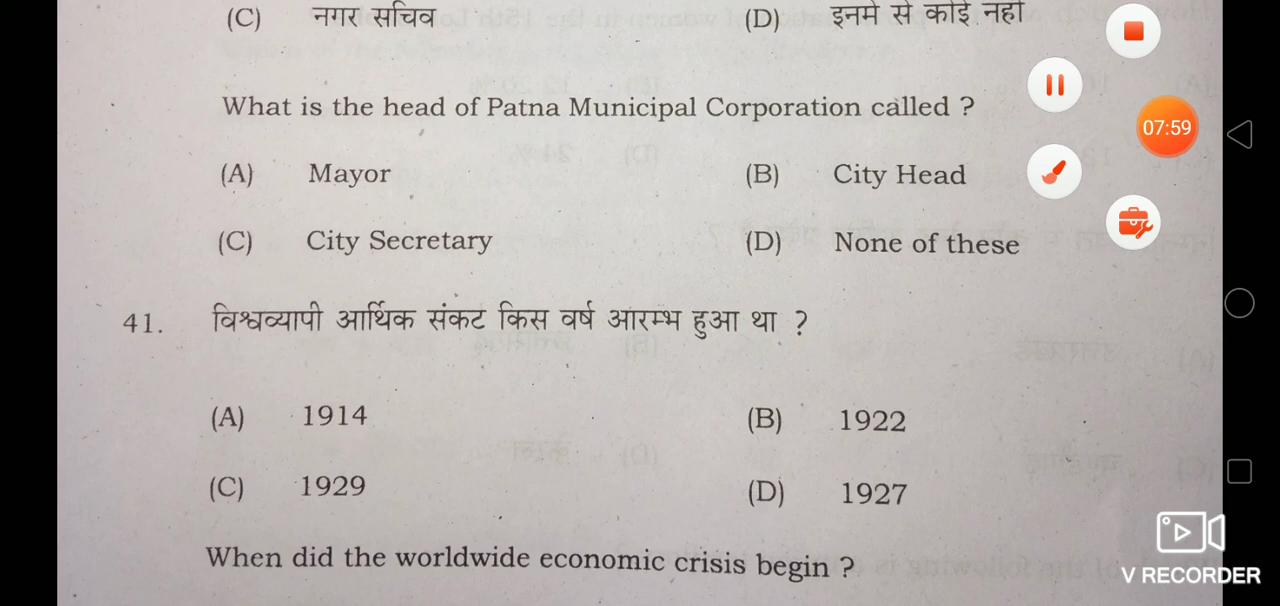 (C) नगर सचिव (D) इनमें से कोई नहीं
What is the head of Patna Municipal Corporation called ?
(A) Mayor (B) City Head
(C) City Secretary (D) None of these
41. विश्वव्यापी आर्थिक संकट किस वर्ष आरम्भ हुआ था ?
(A) 1914 (B) 1922
(C) 1929 (D) 1927
When did the worldwide economic crisis begin ?
07:59
V RECORDER